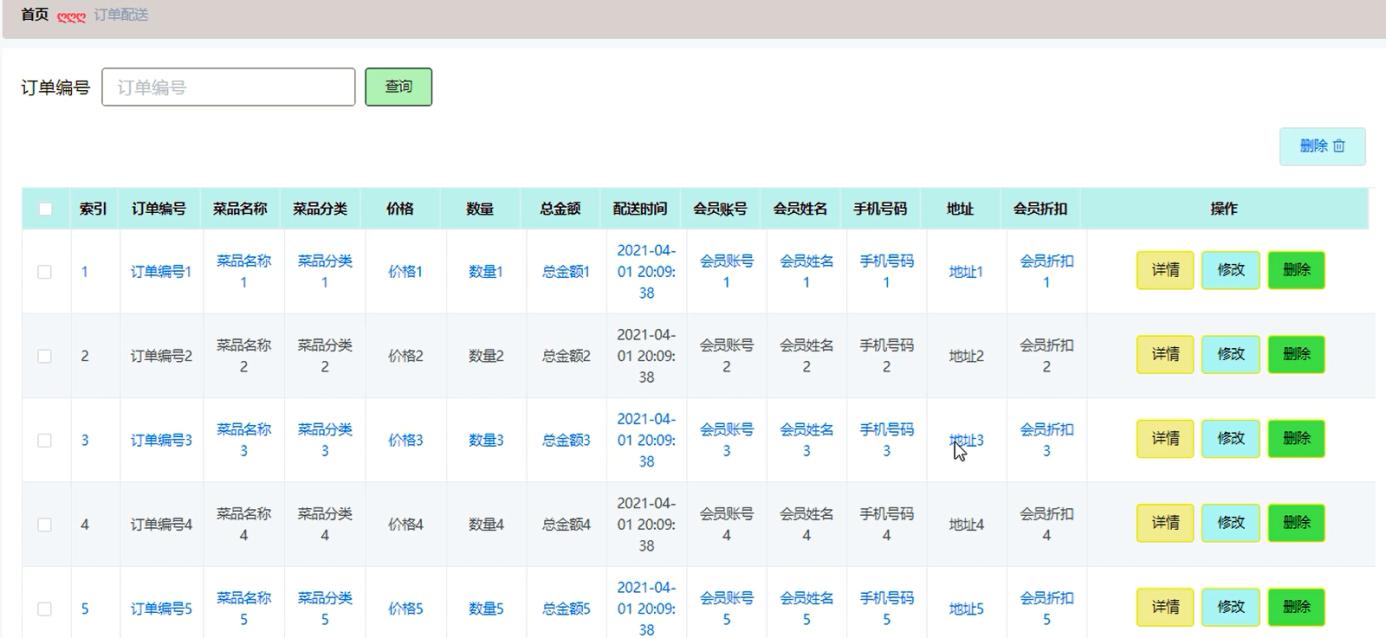 首页 ღღღ 订单配送
订单编号 订单编号 查询
删除
索引 订单编号 菜品名称 菜品分类 价格 数量 总金额 配送时间 会员账号 会员姓名 手机号码 地址 会员折扣 操作
1 订单编号1 菜品名称1 菜品分类1 价格1 数量1 总金额1 2021-04-01 20:09:38 会员账号1 会员姓名1 手机号码1 地址1 会员折扣1 详情 修改 删除
2 订单编号2 菜品名称2 菜品分类2 价格2 数量2 总金额2 2021-04-01 20:09:38 会员账号2 会员姓名2 手机号码2 地址2 会员折扣2 详情 修改 删除
3 订单编号3 菜品名称3 菜品分类3 价格3 数量3 总金额3 2021-04-01 20:09:38 会员账号3 会员姓名3 手机号码3 地址3 会员折扣3 详情 修改 删除
4 订单编号4 菜品名称4 菜品分类4 价格4 数量4 总金额4 2021-04-01 20:09:38 会员账号4 会员姓名4 手机号码4 地址4 会员折扣4 详情 修改 删除
5 订单编号5 菜品名称5 菜品分类5 价格5 数量5 总金额5 2021-04-01 20:09:38 会员账号5 会员姓名5 手机号码5 地址5 会员折扣5 详情 修改 删除